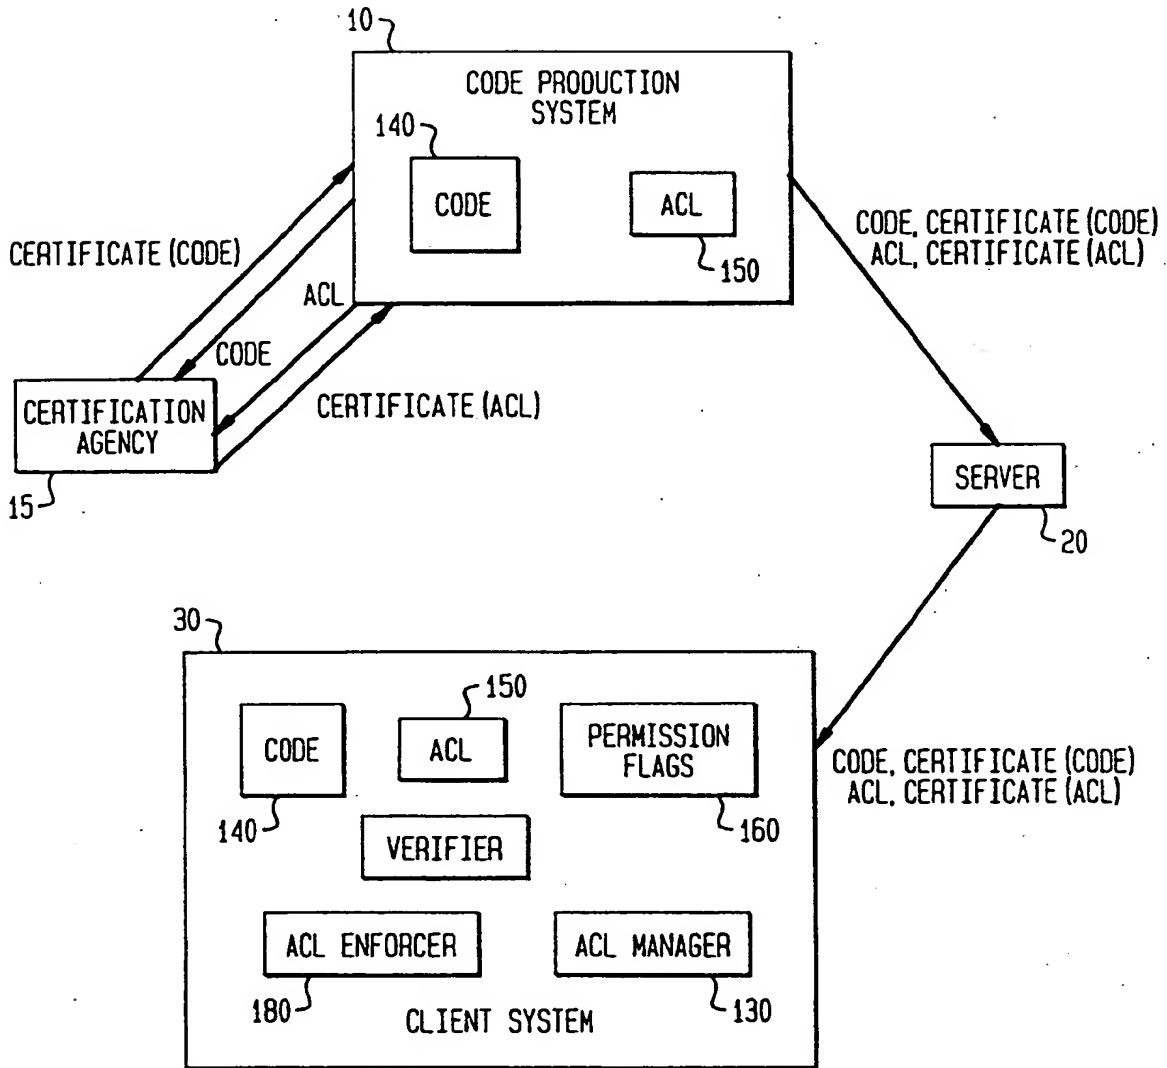 10
CODE PRODUCTION
SYSTEM
140
CODE
ACL
150
CERTIFICATE (CODE)
CODE
ACL
CERTIFICATE (ACL)
CERTIFICATION
AGENCY
15
CODE, CERTIFICATE (CODE)
ACL, CERTIFICATE (ACL)
SERVER
20
30
CODE
140
150
ACL
PERMISSION
FLAGS
160
VERIFIER
ACL ENFORCER
180
ACL MANAGER
130
CLIENT SYSTEM
CODE, CERTIFICATE (CODE)
ACL, CERTIFICATE (ACL)